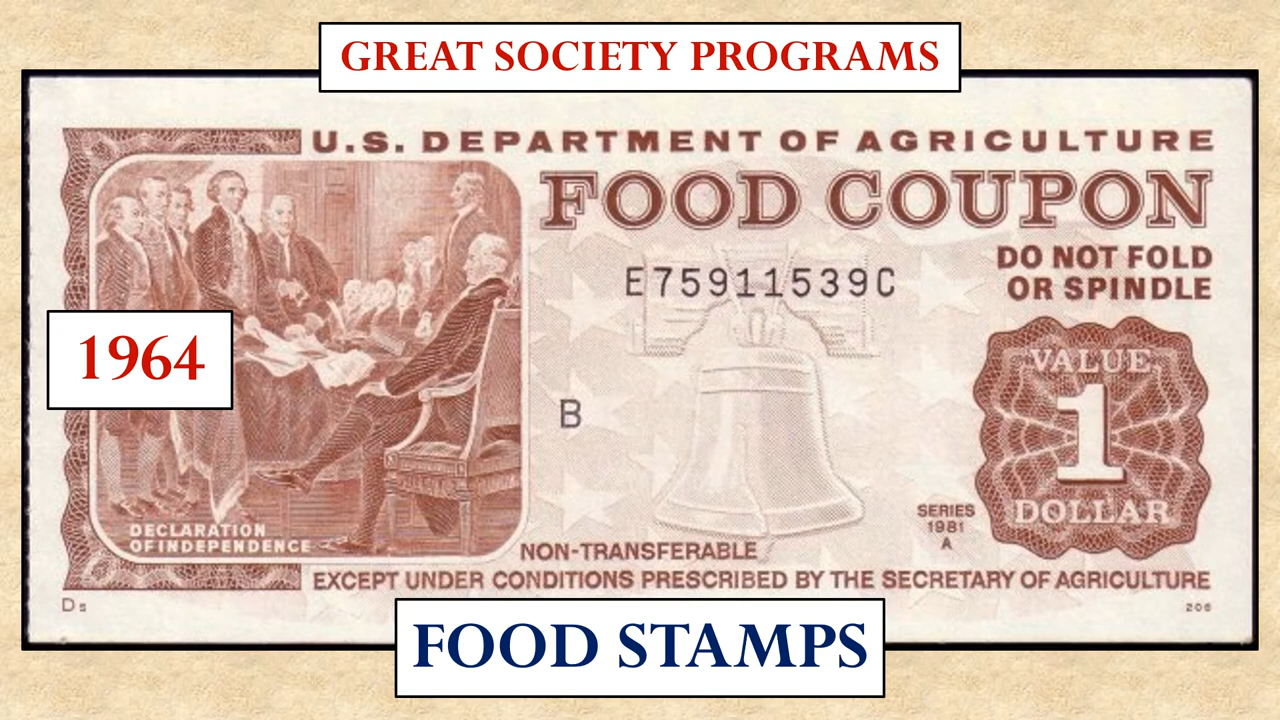 GREAT SOCIETY PROGRAMS
U.S. DEPARTMENT OF AGRICULTURE
FOOD COUPON
DO NOT FOLD
OR SPINDLE
E75911539C
1964
B
VALUE
1
DOLLAR
SERIES
1981
A
DECLARATION
OF INDEPENDENCE
NON-TRANSFERABLE
EXCEPT UNDER CONDITIONS PRESCRIBED BY THE SECRETARY OF AGRICULTURE
Ds
206
FOOD STAMPS